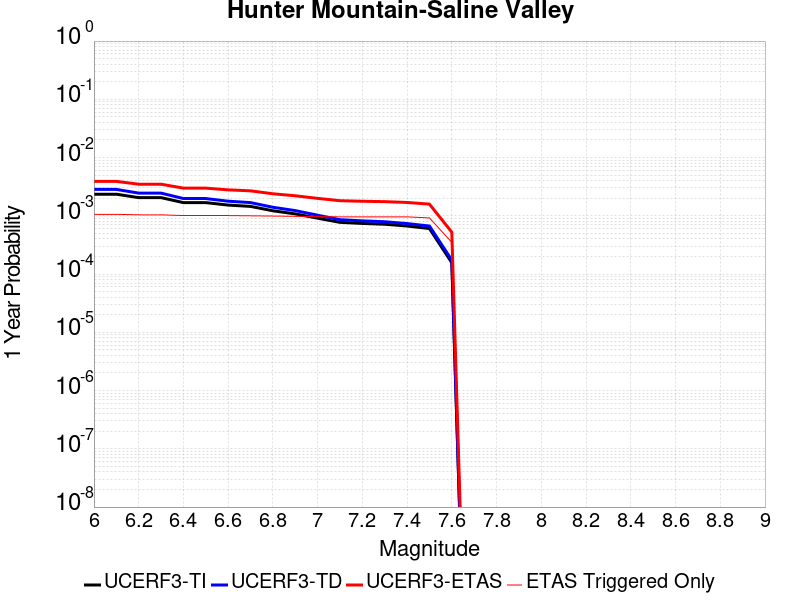 Hunter Mountain-Saline Valley
10^0
10^-1
10^-2
10^-3
10^-4
10^-5
10^-6
10^-7
10^-8
1 Year Probability
6 6.2 6.4 6.6 6.8 7 7.2 7.4 7.6 7.8 8 8.2 8.4 8.6 8.8 9
Magnitude
UCERF3-TI UCERF3-TD UCERF3-ETAS ETAS Triggered Only